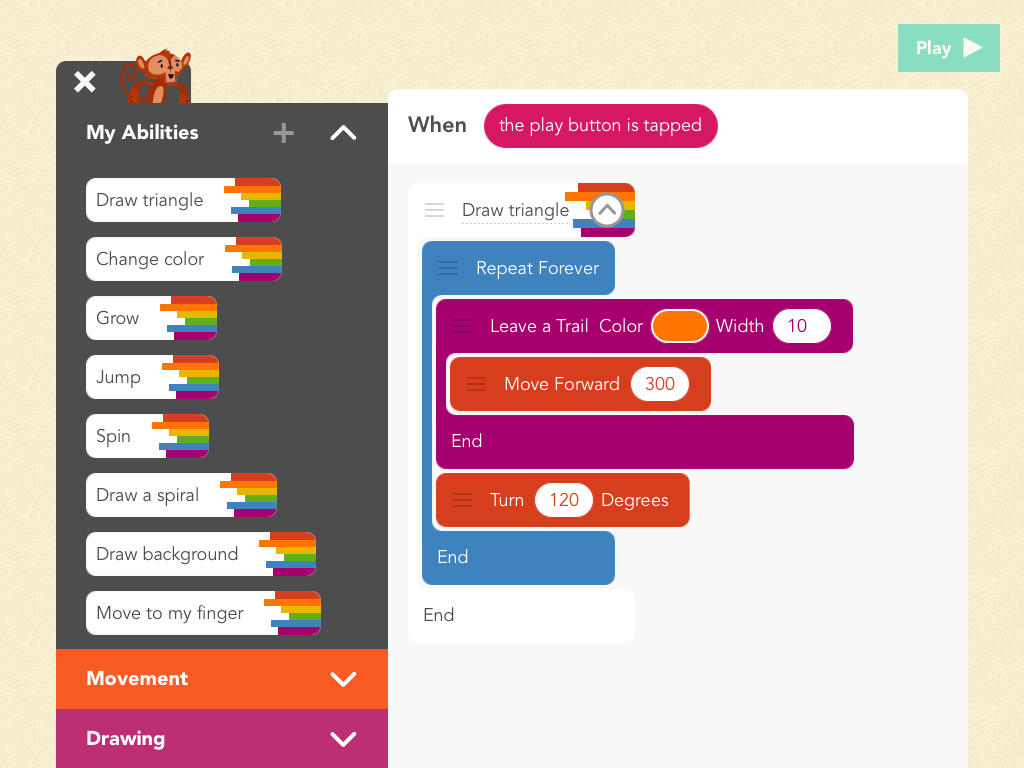 Play
My Abilities
Draw triangle
Change color
Grow
Jump
Spin
Draw a spiral
Draw background
Move to my finger
Movement
Drawing
When the play button is tapped
Draw triangle
Repeat Forever
Leave a Trail Color Width 10
Move Forward 300
End
Turn 120 Degrees
End
End